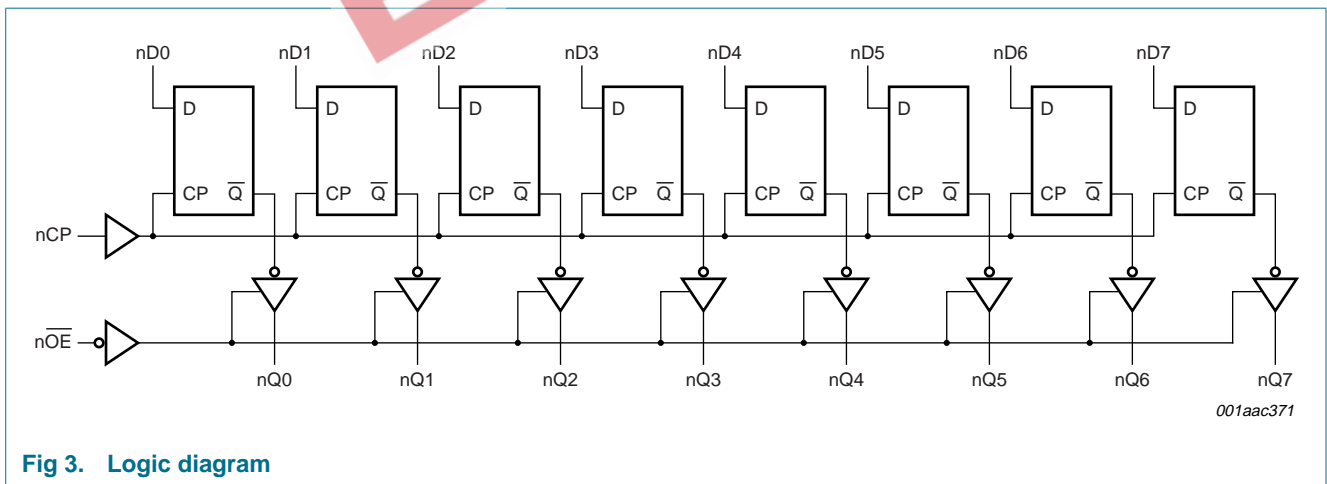 nD0 nD1 nD2 nD3 nD4 nD5 nD6 nD7
D D D D D D D D
CP Q̅ CP Q̅ CP Q̅ CP Q̅ CP Q̅ CP Q̅ CP Q̅ CP Q̅
nCP
nO̅E̅
nQ0 nQ1 nQ2 nQ3 nQ4 nQ5 nQ6 nQ7
001aac371
Fig 3. Logic diagram